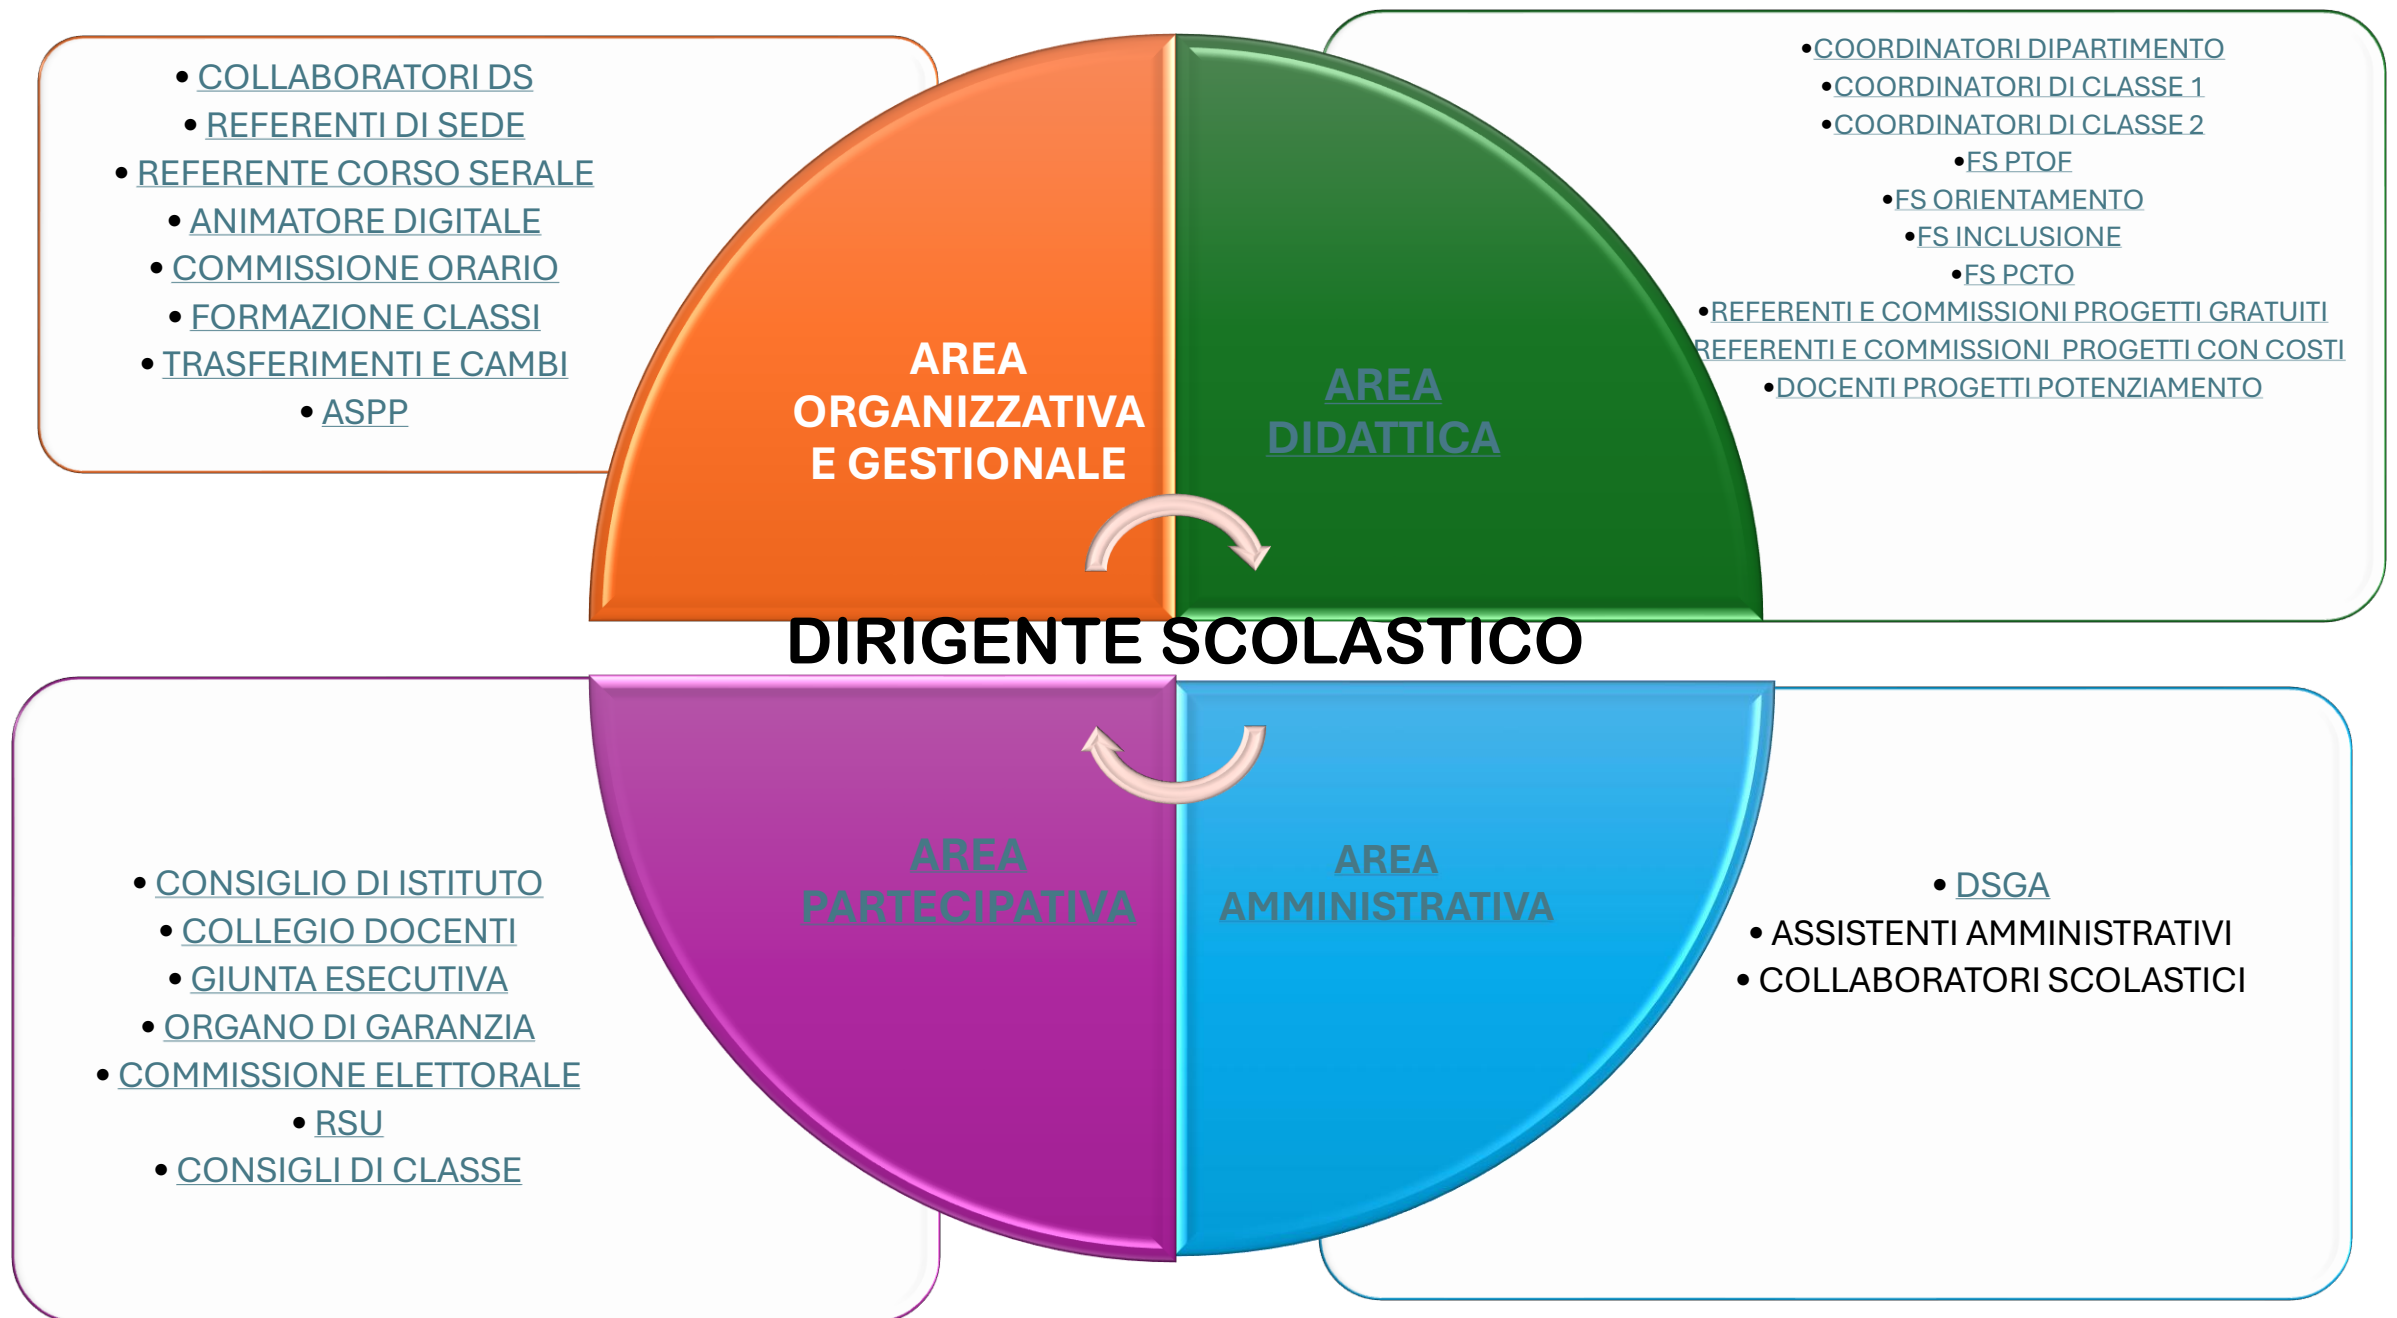 • COLLABORATORI DS
• REFERENTI DI SEDE
• REFERENTE CORSO SERALE
• ANIMATORE DIGITALE
• COMMISSIONE ORARIO
• FORMAZIONE CLASSI
• TRASFERIMENTI E CAMBI
• ASPP
AREA
ORGANIZZATIVA
E GESTIONALE
AREA
DIDATTICA
•COORDINATORI DIPARTIMENTO
•COORDINATORI DI CLASSE 1
•COORDINATORI DI CLASSE 2
•FS PTOF
•FS ORIENTAMENTO
•FS INCLUSIONE
•FS PCTO
•REFERENTI E COMMISSIONI PROGETTI GRATUITI
REFERENTI E COMMISSIONI PROGETTI CON COSTI
•DOCENTI PROGETTI POTENZIAMENTO
DIRIGENTE SCOLASTICO
• CONSIGLIO DI ISTITUTO
• COLLEGIO DOCENTI
• GIUNTA ESECUTIVA
• ORGANO DI GARANZIA
• COMMISSIONE ELETTORALE
• RSU
• CONSIGLI DI CLASSE
AREA
PARTECIPATIVA
AREA
AMMINISTRATIVA
• DSGA
• ASSISTENTI AMMINISTRATIVI
• COLLABORATORI SCOLASTICI